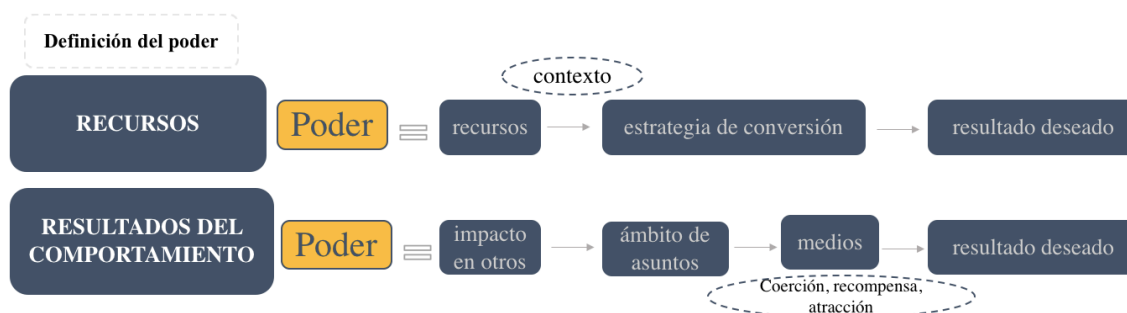 Definición del poder
contexto
RECURSOS
Poder
recursos
estrategia de conversión
resultado deseado
RESULTADOS DEL
COMPORTAMIENTO
Poder
impacto
en otros
ámbito de
asuntos
medios
resultado deseado
Coerción, recompensa,
atracción